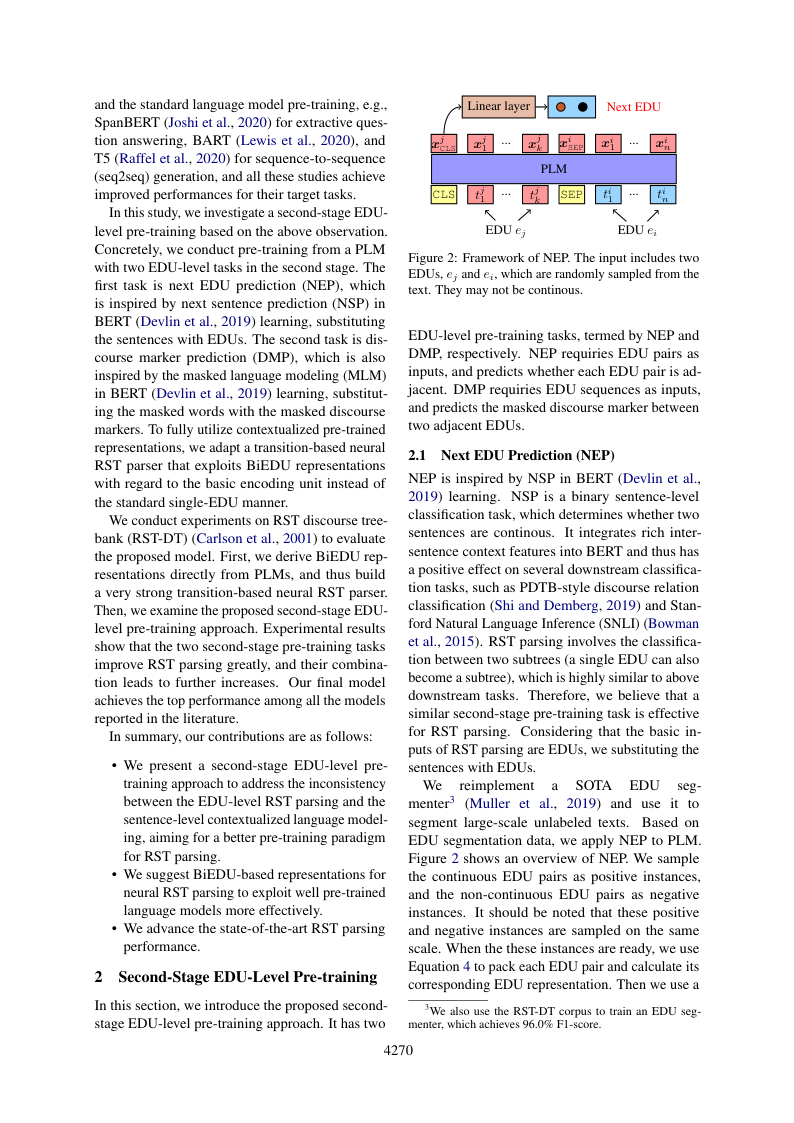 and the standard language model pre-training, e.g.,
SpanBERT (Joshi et al., 2020) for extractive ques-
tion answering, BART (Lewis et al., 2020), and
T5 (Raffel et al., 2020) for sequence-to-sequence
(seq2seq) generation, and all these studies achieve
improved performances for their target tasks.
In this study, we investigate a second-stage EDU-
level pre-training based on the above observation.
Concretely, we conduct pre-training from a PLM
with two EDU-level tasks in the second stage. The
first task is next EDU prediction (NEP), which
is inspired by next sentence prediction (NSP) in
BERT (Devlin et al., 2019) learning, substituting
the sentences with EDUs. The second task is dis-
course marker prediction (DMP), which is also
inspired by the masked language modeling (MLM)
in BERT (Devlin et al., 2019) learning, substitut-
ing the masked words with the masked discourse
markers. To fully utilize contextualized pre-trained
representations, we adapt a transition-based neural
RST parser that exploits BiEDU representations
with regard to the basic encoding unit instead of
the standard single-EDU manner.
We conduct experiments on RST discourse tree-
bank (RST-DT) (Carlson et al., 2001) to evaluate
the proposed model. First, we derive BiEDU rep-
resentations directly from PLMs, and thus build
a very strong transition-based neural RST parser.
Then, we examine the proposed second-stage EDU-
level pre-training approach. Experimental results
show that the two second-stage pre-training tasks
improve RST parsing greatly, and their combina-
tion leads to further increases. Our final model
achieves the top performance among all the models
reported in the literature.
In summary, our contributions are as follows:
• We present a second-stage EDU-level pre-
training approach to address the inconsistency
between the EDU-level RST parsing and the
sentence-level contextualized language model-
ing, aiming for a better pre-training paradigm
for RST parsing.
• We suggest BiEDU-based representations for
neural RST parsing to exploit well pre-trained
language models more effectively.
• We advance the state-of-the-art RST parsing
performance.
2 Second-Stage EDU-Level Pre-training
In this section, we introduce the proposed second-
stage EDU-level pre-training approach. It has two
Linear layer Next EDU
x^j_CLS x^j_1 ... x^j_k x^i_SEP x^i_1 ... x^i_n
PLM
CLS t^j_1 ... t^j_k SEP t^i_1 ... t^i_n
EDU e_j EDU e_i
Figure 2: Framework of NEP. The input includes two
EDUs, e_j and e_i, which are randomly sampled from the
text. They may not be continous.
EDU-level pre-training tasks, termed by NEP and
DMP, respectively. NEP requiries EDU pairs as
inputs, and predicts whether each EDU pair is ad-
jacent. DMP requiries EDU sequences as inputs,
and predicts the masked discourse marker between
two adjacent EDUs.
2.1 Next EDU Prediction (NEP)
NEP is inspired by NSP in BERT (Devlin et al.,
2019) learning. NSP is a binary sentence-level
classification task, which determines whether two
sentences are continous. It integrates rich inter-
sentence context features into BERT and thus has
a positive effect on several downstream classifica-
tion tasks, such as PDTB-style discourse relation
classification (Shi and Demberg, 2019) and Stan-
ford Natural Language Inference (SNLI) (Bowman
et al., 2015). RST parsing involves the classifica-
tion between two subtrees (a single EDU can also
become a subtree), which is highly similar to above
downstream tasks. Therefore, we believe that a
similar second-stage pre-training task is effective
for RST parsing. Considering that the basic in-
puts of RST parsing are EDUs, we substituting the
sentences with EDUs.
We reimplement a SOTA EDU seg-
menter3 (Muller et al., 2019) and use it to
segment large-scale unlabeled texts. Based on
EDU segmentation data, we apply NEP to PLM.
Figure 2 shows an overview of NEP. We sample
the continuous EDU pairs as positive instances,
and the non-continuous EDU pairs as negative
instances. It should be noted that these positive
and negative instances are sampled on the same
scale. When the these instances are ready, we use
Equation 4 to pack each EDU pair and calculate its
corresponding EDU representation. Then we use a
3We also use the RST-DT corpus to train an EDU seg-
menter, which achieves 96.0% F1-score.
4270